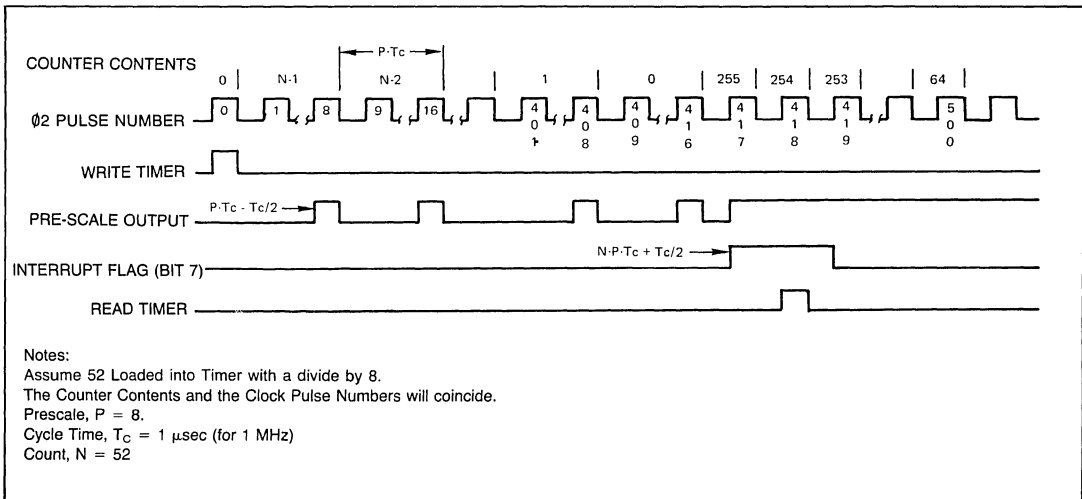 P·Tc
COUNTER CONTENTS 0 N-1 N-2 1 0 255 254 253 64
Ø2 PULSE NUMBER 0 1 8 9 16 401 408 409 416 417 418 419 500
WRITE TIMER
P·Tc - Tc/2
PRE-SCALE OUTPUT
N·P·Tc + Tc/2
INTERRUPT FLAG (BIT 7)
READ TIMER
Notes:
Assume 52 Loaded into Timer with a divide by 8.
The Counter Contents and the Clock Pulse Numbers will coincide.
Prescale, P = 8.
Cycle Time, TC = 1 µsec (for 1 MHz)
Count, N = 52